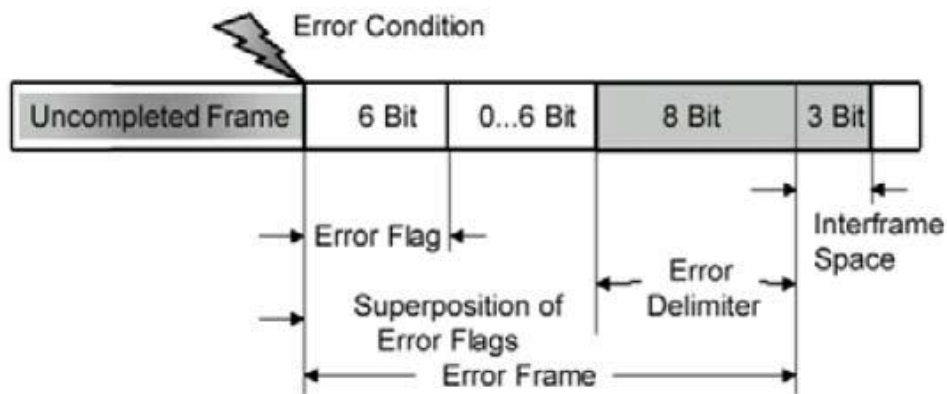 Error Condition
Uncompleted Frame 6 Bit 0...6 Bit 8 Bit 3 Bit
Error Flag
Interframe
Space
Superposition of
Error Flags
Error
Delimiter
Error Frame